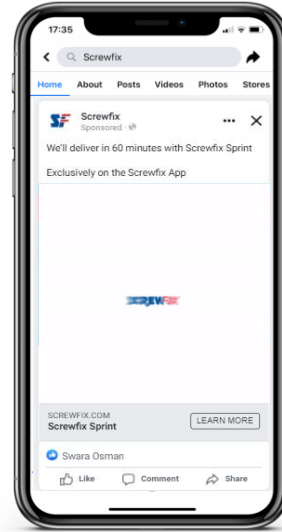 17:35
Screwfix
Home About Posts Videos Photos Stores
SF Screwfix
Sponsored
We'll deliver in 60 minutes with Screwfix Sprint
Exclusively on the Screwfix App
SCREWFIX
SCREWFIX.COM
Screwfix Sprint
LEARN MORE
Swara Osman
Like Comment Share